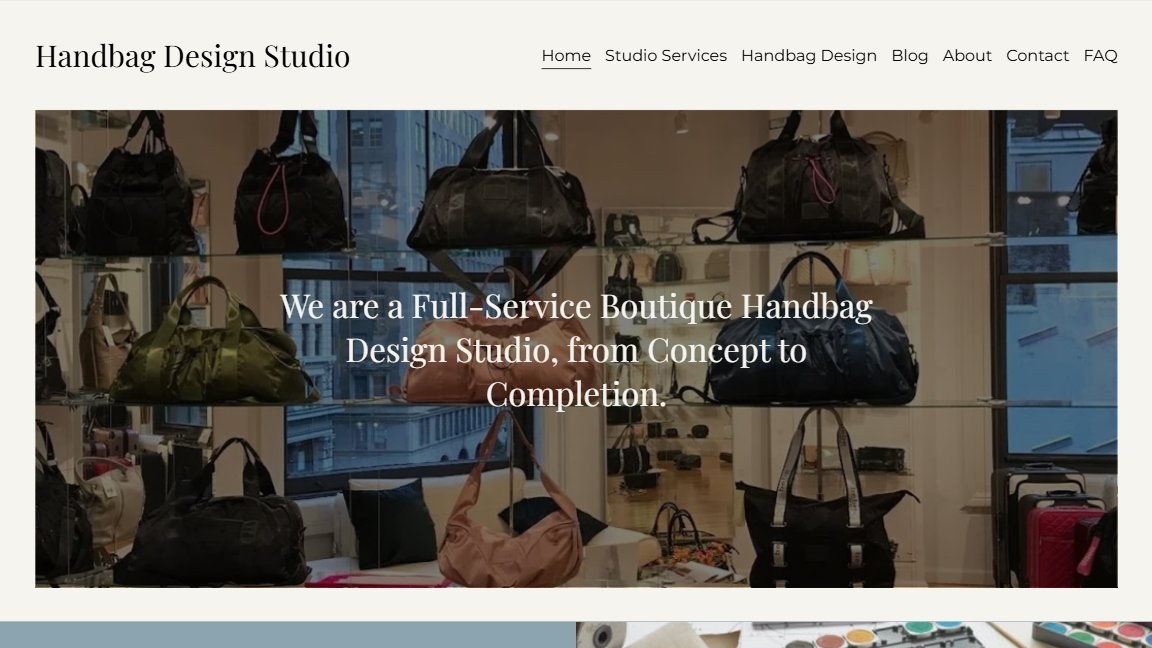 Handbag Design Studio
Home Studio Services Handbag Design Blog About Contact FAQ
We are a Full-Service Boutique Handbag
Design Studio, from Concept to
Completion.